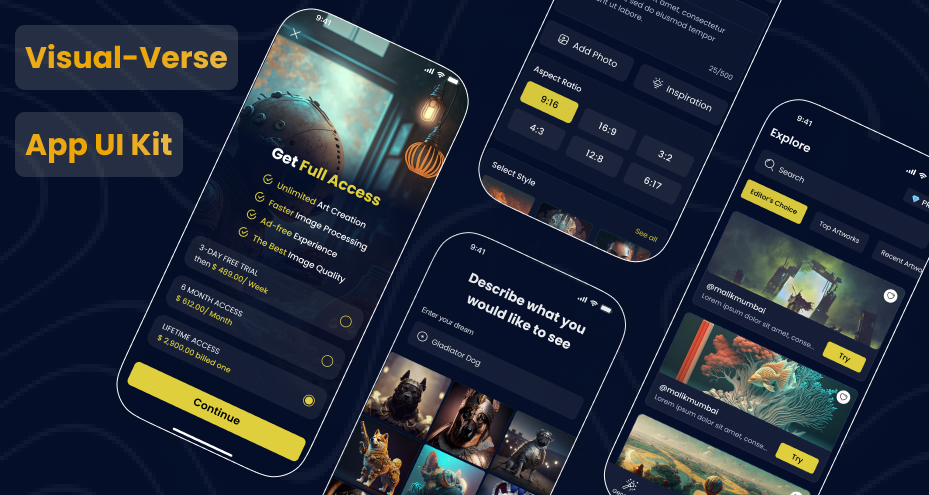 Visual-Verse
App UI Kit
9:41
Get Full Access
Unlimited Art Creation
Faster Image Processing
Ad-free Experience
The Best Image Quality
3-DAY FREE TRIAL
then $ 469.00/ Week
6 MONTH ACCESS
$ 612.00/ Month
LIFETIME ACCESS
$ 2,900.00 billed one
Continue
amet, consectetur
sed do eiusmod tempor
ut labore.
25/500
Add Photo
Inspiration
Aspect Ratio
9:16
16:9
3:2
4:3
12:8
6:17
Select Style
See all
9:41
Describe what you
would like to see
Enter your dream
Gladiator Dog
9:41
Explore
Search
Editor's Choice
Top Artworks
Recent Artwo
@malikmumbai
Lorem ipsum dolor sit amet, conse...
Try
@malikmumbai
Lorem ipsum dolor sit amet, conse...
Try